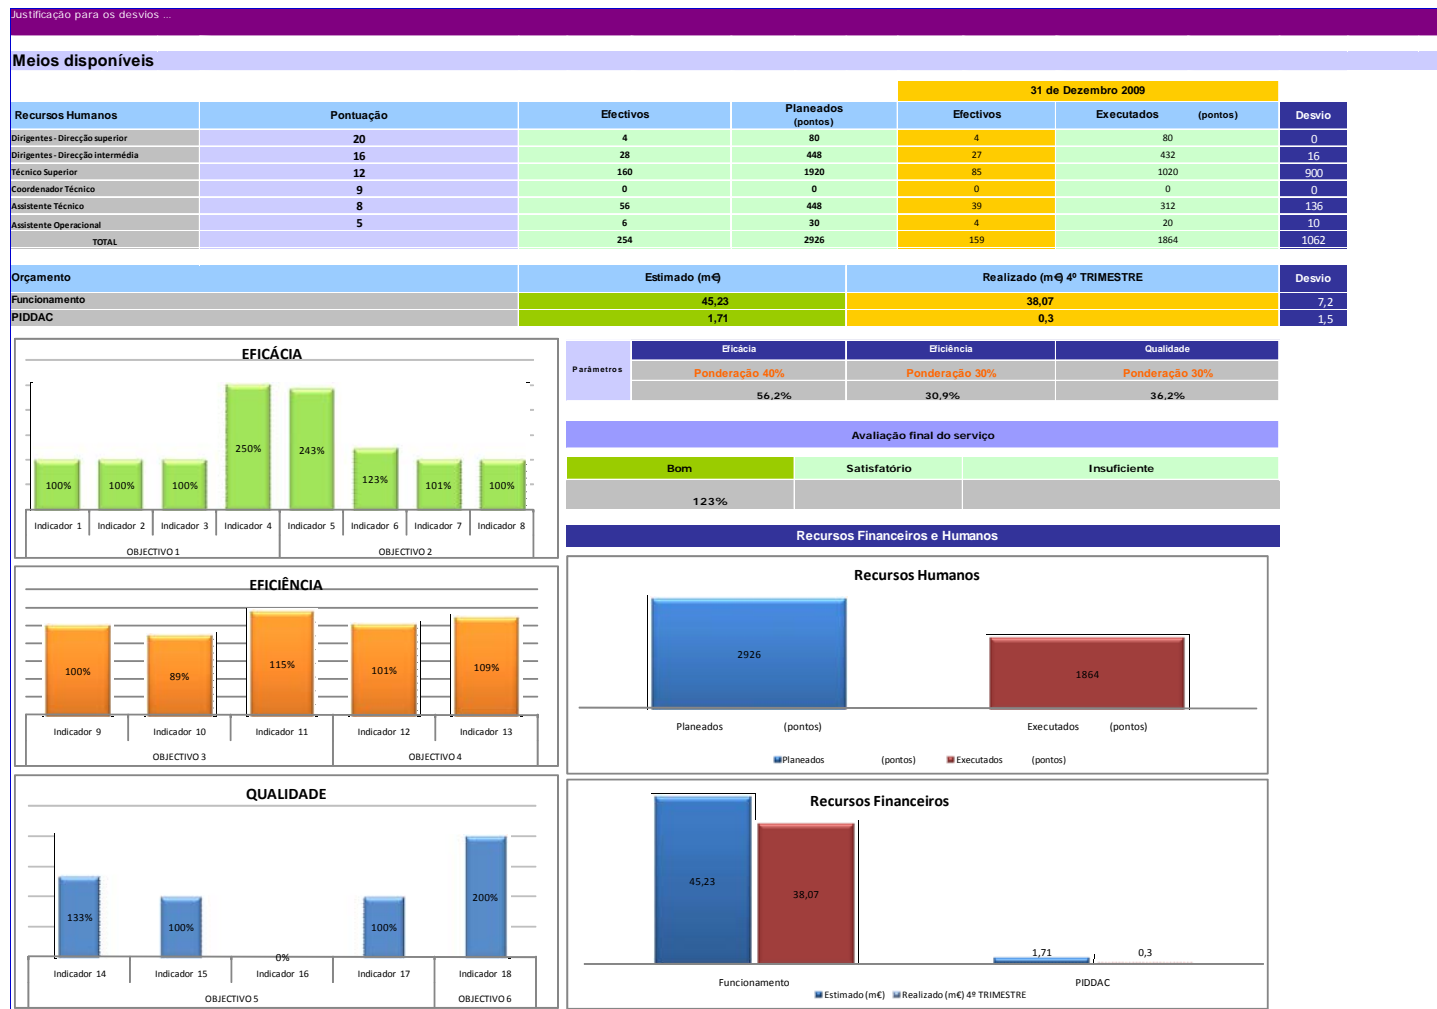 Justificação para os desvios ...
Meios disponíveis
31 de Dezembro 2009
Recursos Humanos Pontuação Efectivos Planeados (pontos) Efectivos Executados (pontos) Desvio
Dirigentes - Direcção superior 20 4 80 4 80 0
Dirigentes - Direcção intermédia 16 28 448 27 432 16
Técnico Superior 12 160 1920 85 1020 900
Coordenador Técnico 9 0 0 0 0 0
Assistente Técnico 8 56 448 39 312 136
Assistente Operacional 5 6 30 4 20 10
TOTAL 254 2926 159 1864 1062
Orçamento Estimado (m€) Realizado (m€) 4º TRIMESTRE Desvio
Funcionamento 45,23 38,07 7,2
PIDDAC 1,71 0,3 1,5
EFICÁCIA
250% 243%
123%
100% 100% 100% 101% 100%
Indicador 1 Indicador 2 Indicador 3 Indicador 4 Indicador 5 Indicador 6 Indicador 7 Indicador 8
OBJECTIVO 1 OBJECTIVO 2
EFICIÊNCIA
100% 89% 115% 101% 109%
Indicador 9 Indicador 10 Indicador 11 Indicador 12 Indicador 13
OBJECTIVO 3 OBJECTIVO 4
QUALIDADE
133% 100% 0% 100% 200%
Indicador 14 Indicador 15 Indicador 16 Indicador 17 Indicador 18
OBJECTIVO 5 OBJECTIVO 6
Parâmetros
Eficácia Eficiência Qualidade
Ponderação 40% Ponderação 30% Ponderação 30%
56,2% 30,9% 36,2%
Avaliação final do serviço
Bom Satisfatório Insuficiente
123%
Recursos Financeiros e Humanos
Recursos Humanos
2926
1864
Planeados (pontos) Executados (pontos)
Planeados (pontos) Executados (pontos)
Recursos Financeiros
45,23 38,07
1,71 0,3
Funcionamento PIDDAC
Estimado (m€) Realizado (m€) 4º TRIMESTRE